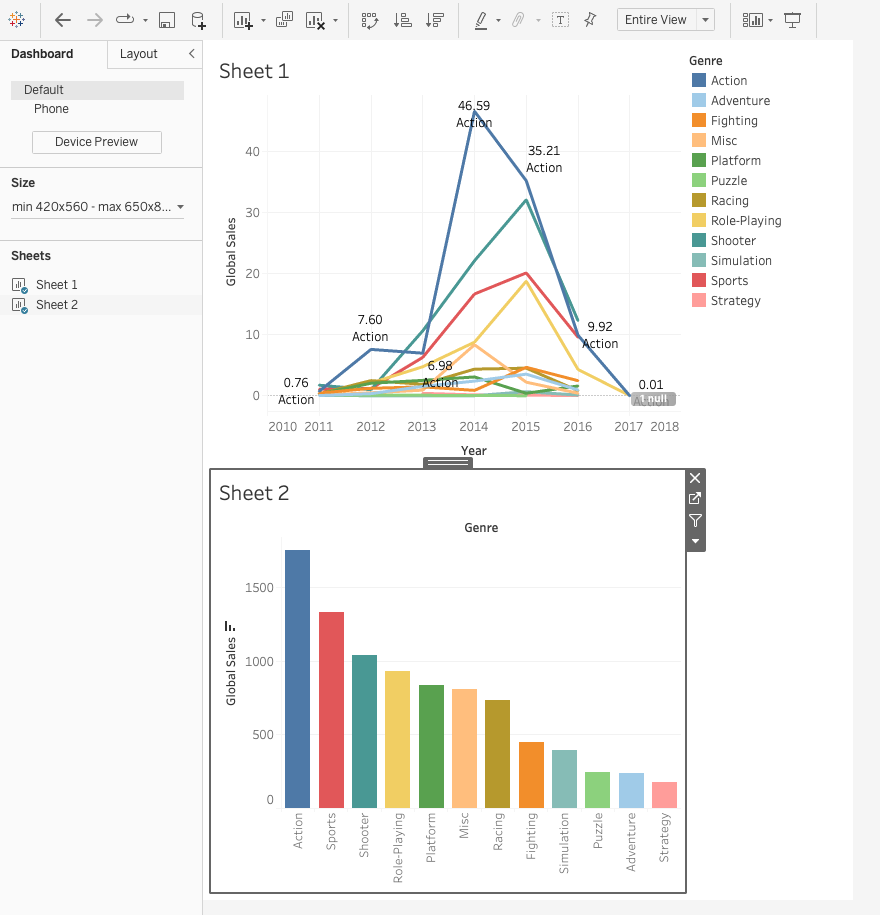 Entire View
Dashboard
Layout
Default
Phone
Device Preview
Size
min 420x560 - max 650x8...
Sheets
Sheet 1
Sheet 2
Sheet 1
Global Sales
40
30
20
10
0
46.59
Action
35.21
Action
7.60
Action
9.92
Action
6.98
Action
0.76
Action
0.01
Action
1 null
2010 2011 2012 2013 2014 2015 2016 2017 2018
Year
Genre
Action
Adventure
Fighting
Misc
Platform
Puzzle
Racing
Role-Playing
Shooter
Simulation
Sports
Strategy
Sheet 2
Genre
Global Sales
1500
1000
500
0
Action
Sports
Shooter
Role-Playing
Platform
Misc
Racing
Fighting
Simulation
Puzzle
Adventure
Strategy